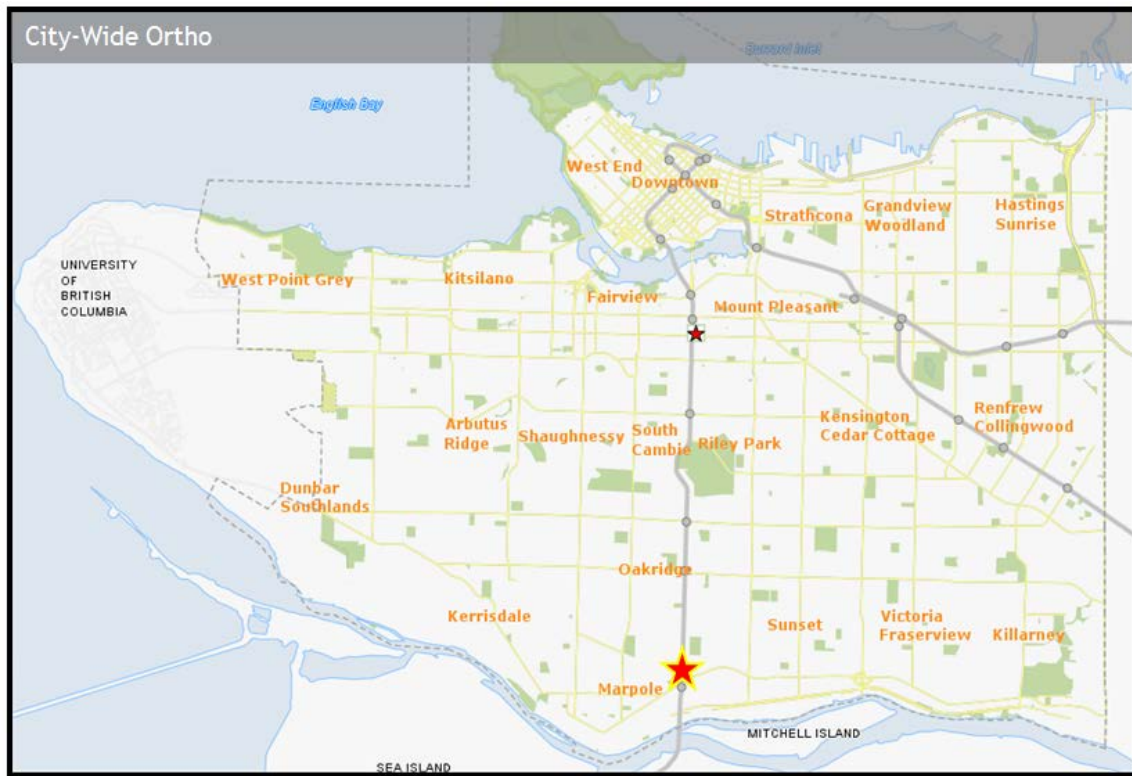 City-Wide Ortho
Burrard Inlet
English Bay
West End
Downtown
Strathcona
Grandview
Woodland
Hastings
Sunrise
UNIVERSITY
OF
BRITISH
COLUMBIA
West Point Grey
Kitsilano
Fairview
Mount Pleasant
Arbutus
Ridge
Shaughnessy
South
Cambie
Riley Park
Kensington
Cedar Cottage
Renfrew
Collingwood
Dunbar
Southlands
Oakridge
Kerrisdale
Sunset
Victoria
Fraserview
Killarney
Marpole
MITCHELL ISLAND
SEA ISLAND